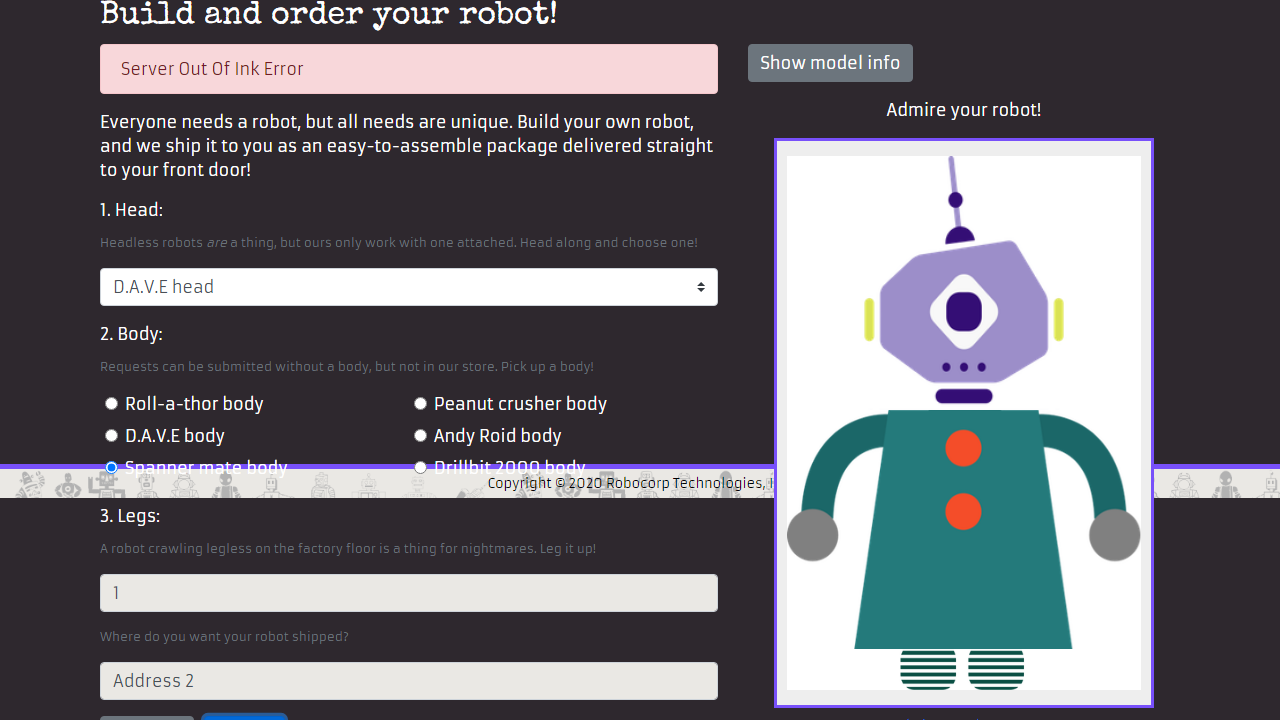 Build and order your robot!
Server Out Of Ink Error
Show model info
Everyone needs a robot, but all needs are unique. Build your own robot,
and we ship it to you as an easy-to-assemble package delivered straight
to your front door!
Admire your robot!
1. Head:
Headless robots are a thing, but ours only work with one attached. Head along and choose one!
D.A.V.E head
2. Body:
Requests can be submitted without a body, but not in our store. Pick up a body!
Roll-a-thor body
Peanut crusher body
D.A.V.E body
Andy Roid body
Spanner mate body
Drillbit 2000 body
Copyright © 2020 Robocorp Technologies,
3. Legs:
A robot crawling legless on the factory floor is a thing for nightmares. Leg it up!
1
Where do you want your robot shipped?
Address 2